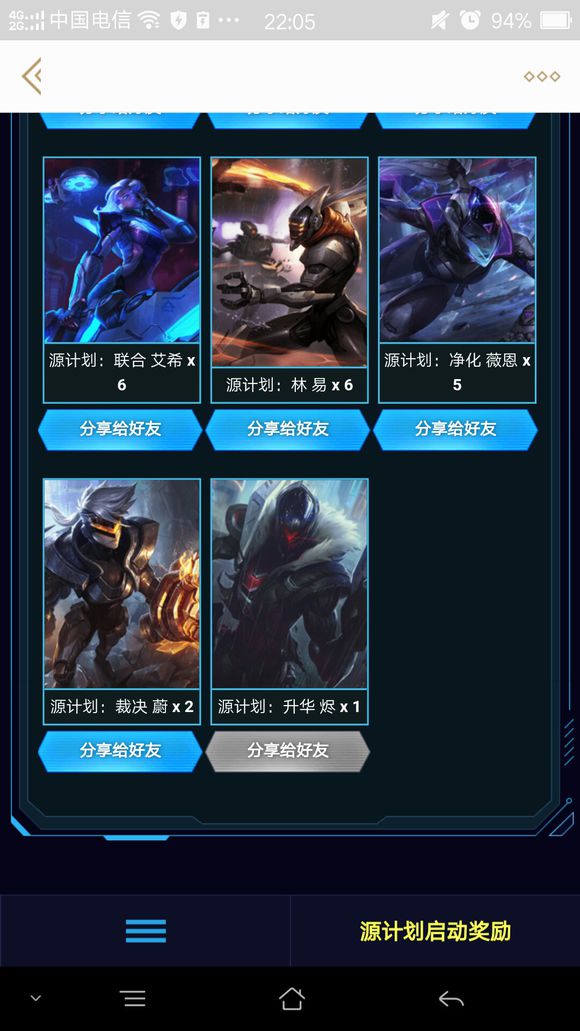 4G 2G 中国电信 22:05 94%
源计划：联合 艾希 x 6
源计划：林 易 x 6
源计划：净化 薇恩 x 5
分享给好友 分享给好友 分享给好友
源计划：裁决 蔚 x 2
源计划：升华 烬 x 1
分享给好友 分享给好友
源计划启动奖励